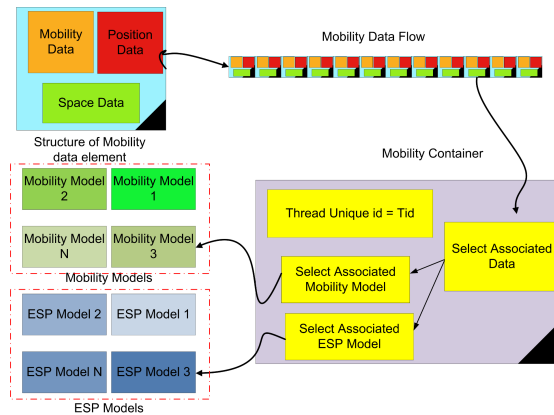 Mobility
Data
Position
Data
Space Data
Structure of Mobility
data element
Mobility Data Flow
Mobility Container
Thread Unique id = Tid
Select Associated
Data
Select Associated
Mobility Model
Select Associated
ESP Model
Mobility Model
2
Mobility Model
1
Mobility Model
N
Mobility Model
3
Mobility Models
ESP Model 2
ESP Model 1
ESP Model N
ESP Model 3
ESP Models